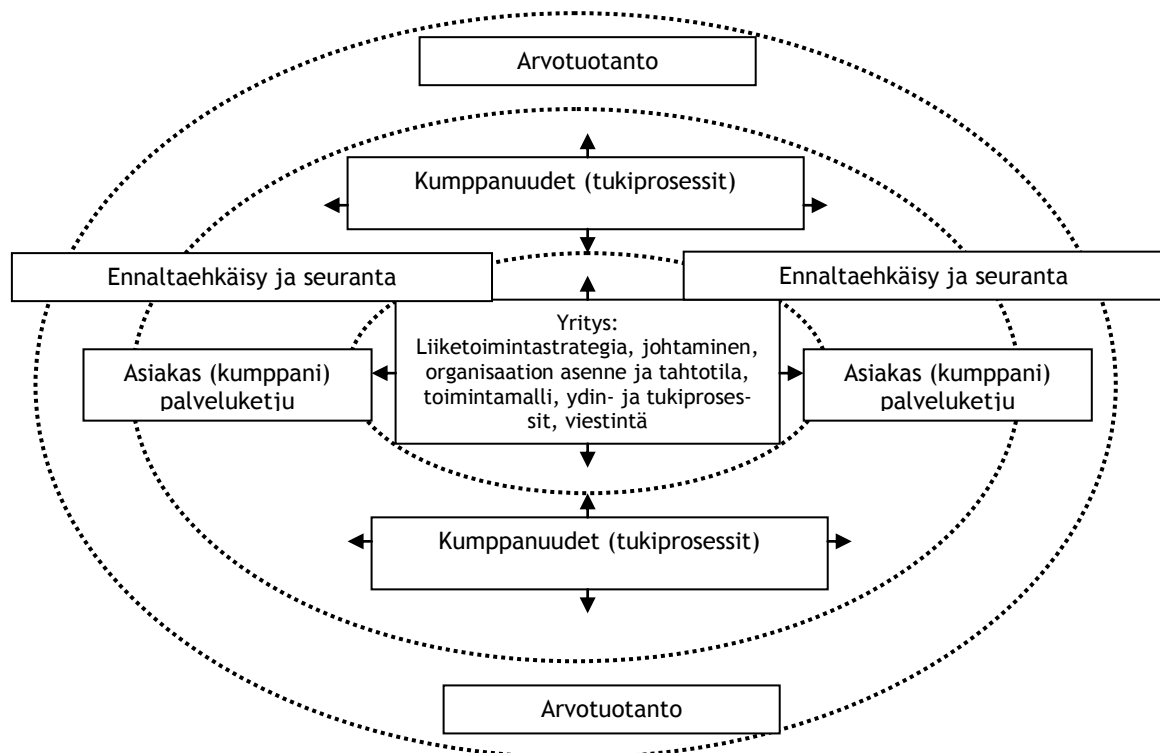 Arvotuotanto
Kumppanuudet (tukiprosessit)
Ennaltaehkäisy ja seuranta
Ennaltaehkäisy ja seuranta
Yritys:
Liiketoimintastrategia, johtaminen,
organisaation asenne ja tahtotila,
toimintamalli, ydin- ja tukiproses-
sit, viestintä
Asiakas (kumppani)
palveluketju
Asiakas (kumppani)
palveluketju
Kumppanuudet (tukiprosessit)
Arvotuotanto